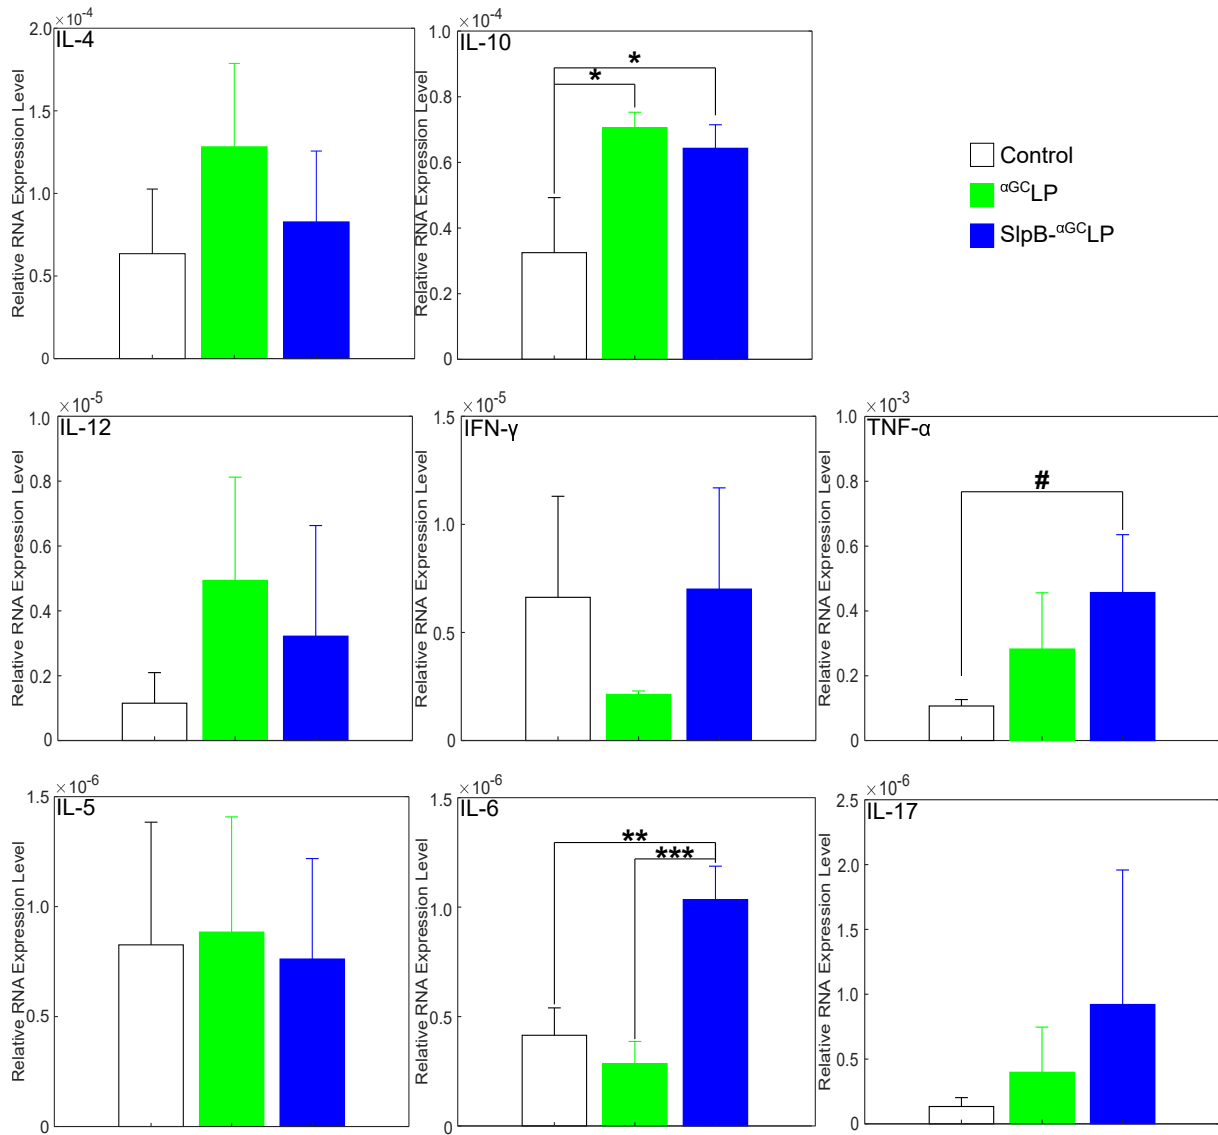 ×10-4
IL-4
Relative RNA Expression Level
2.0
1.5
1.0
0.5
0
×10-4
IL-10
Relative RNA Expression Level
1.0
0.8
0.6
0.4
0.2
0
*
*
Control
αGCLP
SlpB-αGCLP
×10-5
IL-12
Relative RNA Expression Level
1.0
0.8
0.6
0.4
0.2
0
×10-5
IFN-γ
Relative RNA Expression Level
1.5
1.0
0.5
0
×10-3
TNF-α
Relative RNA Expression Level
1.0
0.8
0.6
0.4
0.2
0
#
×10-6
IL-5
Relative RNA Expression Level
1.5
1.0
0.5
0
×10-6
IL-6
Relative RNA Expression Level
1.5
1.0
0.5
0
**
***
×10-6
IL-17
Relative RNA Expression Level
2.5
2.0
1.5
1.0
0.5
0